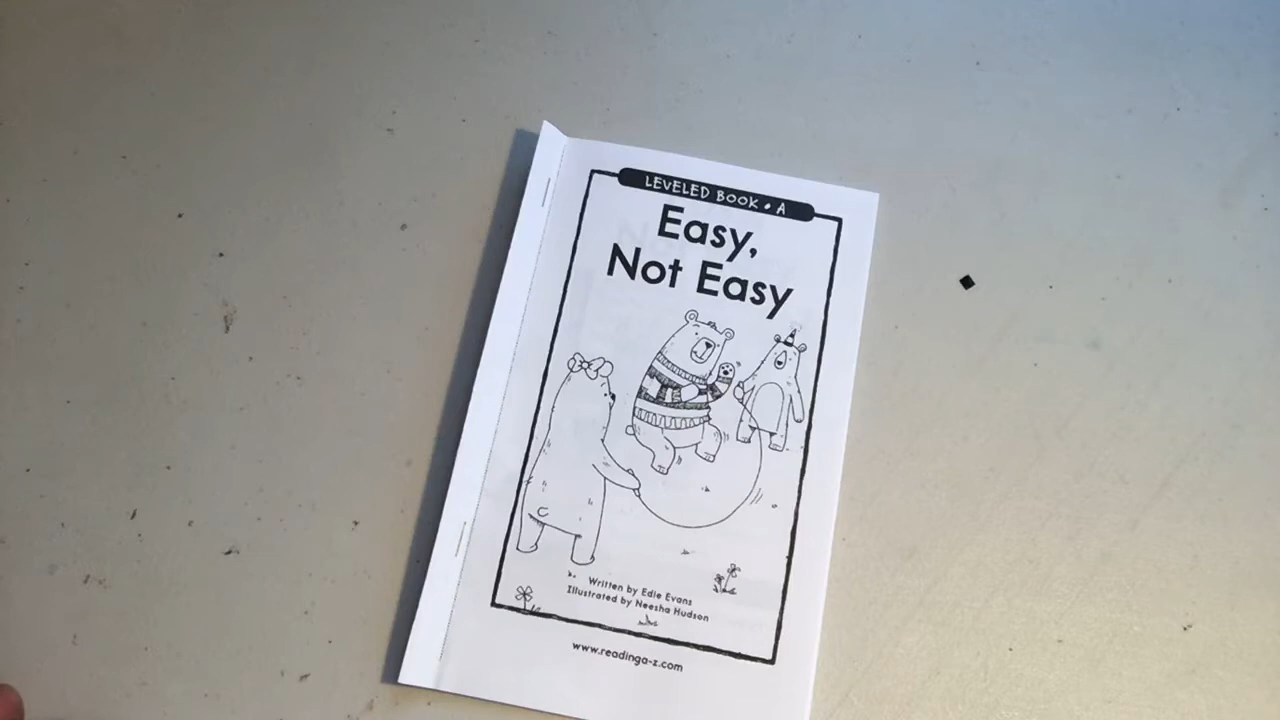 LEVELED BOOK • A
Easy,
Not Easy
Written by Edie Evans
Illustrated by Neesha Hudson
www.readinga-z.com